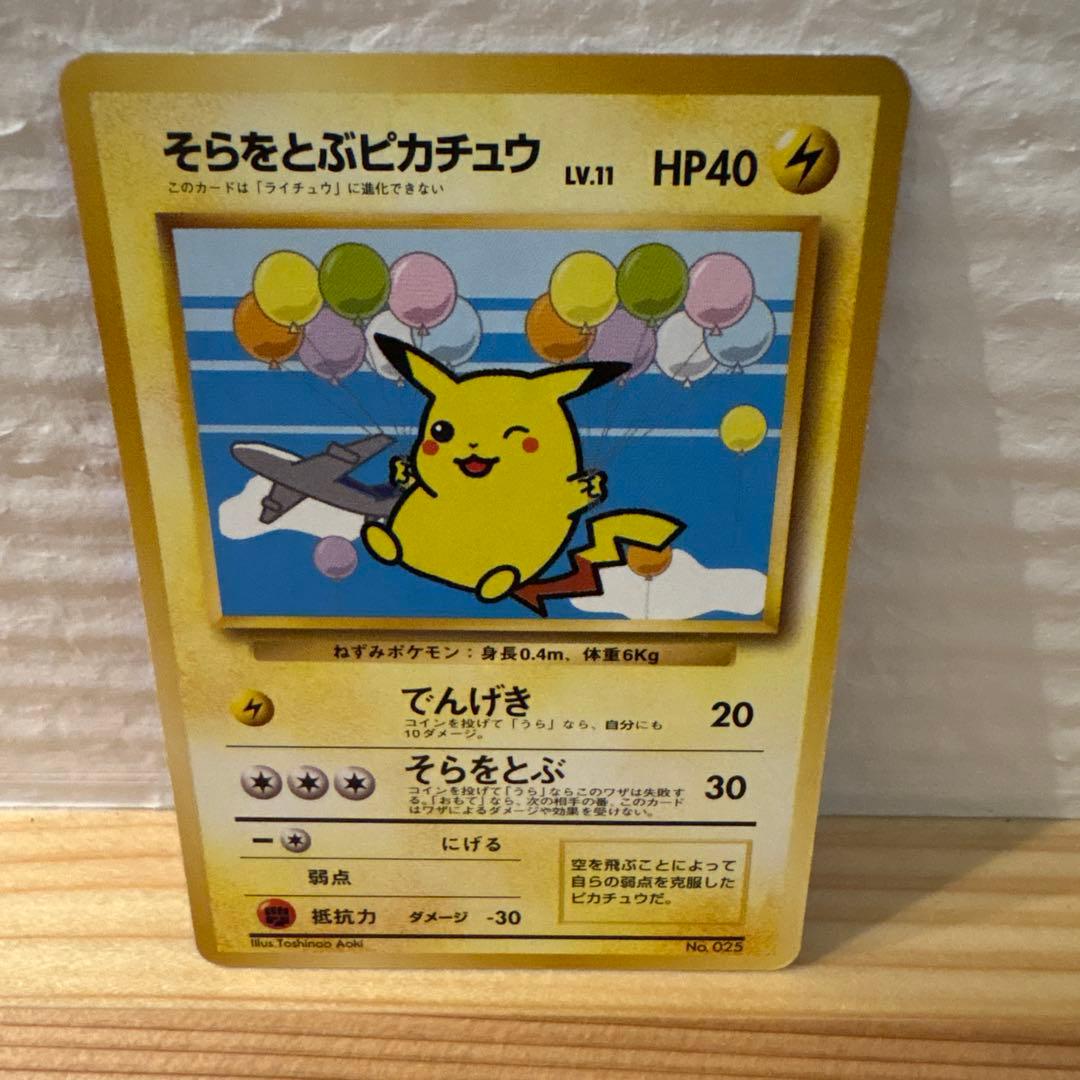 そらをとぶピカチュウ LV.11 HP40
このカードは「ライチュウ」に進化できない
ねずみポケモン：身長0.4m、体重6Kg
でんげき 20
コインを投げて「うら」なら、自分にも
10ダメージ。
そらをとぶ 30
コインを投げて「うら」ならこのワザは失敗す
る。「おもて」なら、次の相手の番、このカード
はワザによるダメージや効果を受けない。
ー にげる
弱点
抵抗力 ダメージ -30
空を飛ぶことによって
自らの弱点を克服した
ピカチュウだ。
Illus.Toshinao Aoki No. 025